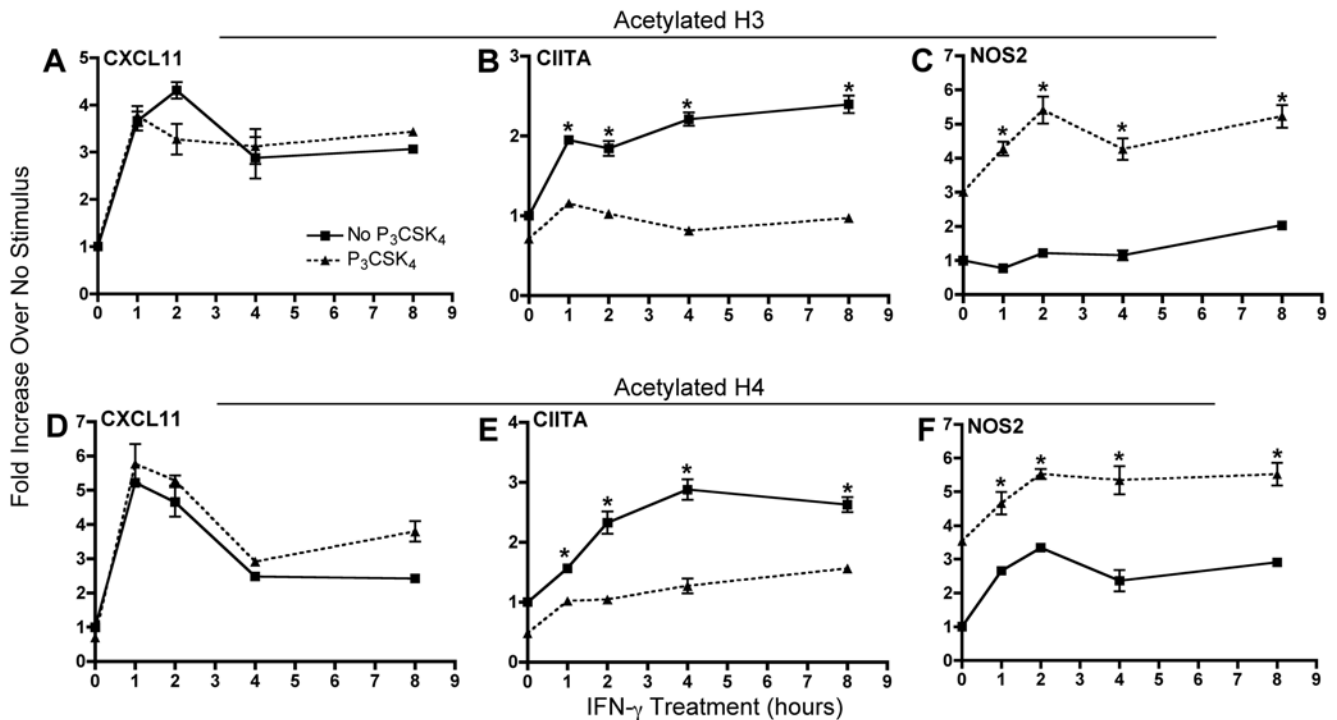 Acetylated H3
A CXCL11
5
4
3
2
1
0
0 1 2 3 4 5 6 7 8 9
No P₃CSK₄
P₃CSK₄
B CIITA
3
2
1
0
* * * *
0 1 2 3 4 5 6 7 8 9
C NOS2
7
6
5
4
3
2
1
0
* * * *
0 1 2 3 4 5 6 7 8 9
Fold Increase Over No Stimulus
Acetylated H4
D CXCL11
7
6
5
4
3
2
1
0
0 1 2 3 4 5 6 7 8 9
E CIITA
4
3
2
1
0
* * * *
0 1 2 3 4 5 6 7 8 9
F NOS2
7
6
5
4
3
2
1
0
* * * *
0 1 2 3 4 5 6 7 8 9
IFN-γ Treatment (hours)